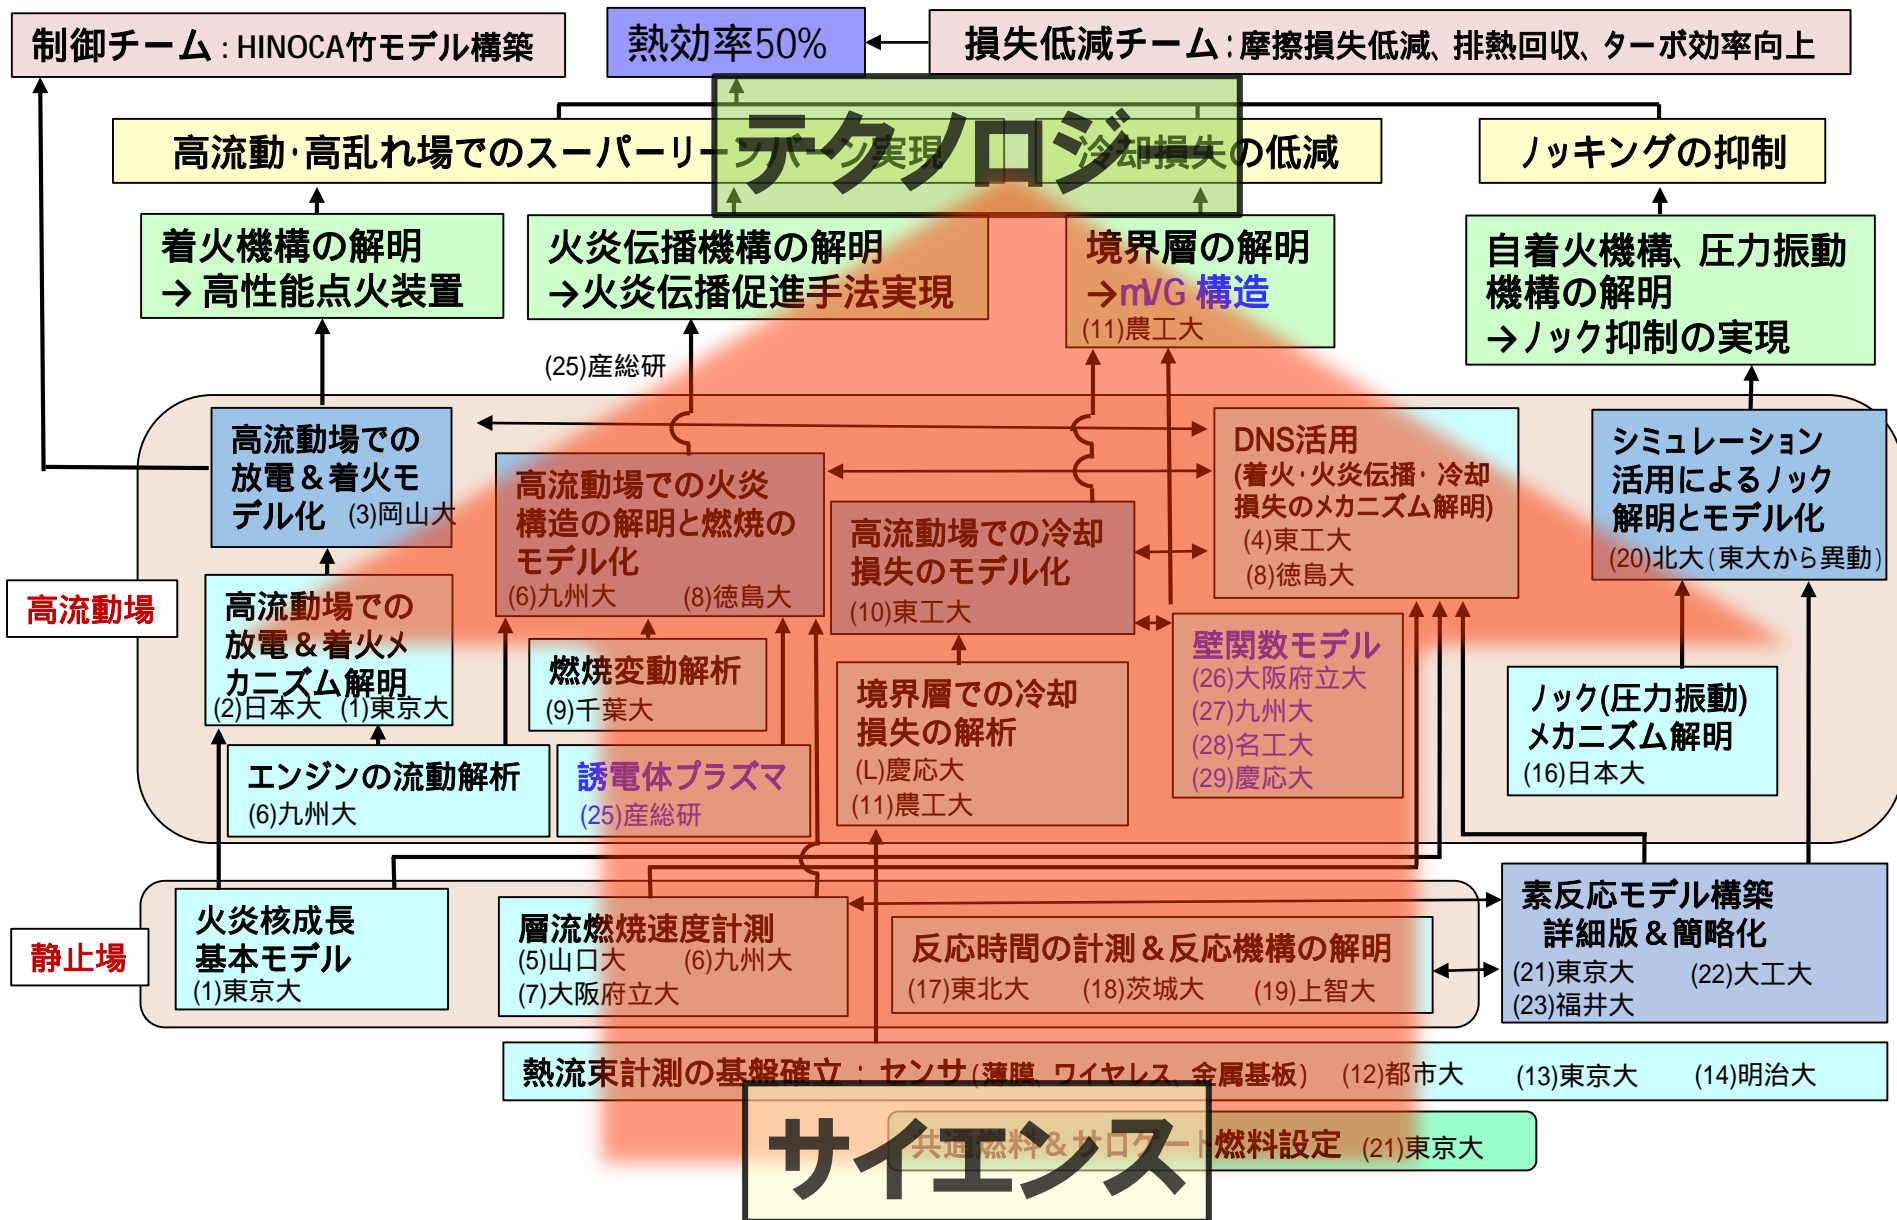 制御チーム：HINOCA竹モデル構築
熱効率50%
損失低減チーム：摩擦損失低減、排熱回収、ターボ効率向上
テクノロジー
高流動・高乱れ場でのスーパーリーンバーン実現
冷却損失の低減
ノッキングの抑制
着火機構の解明
→高性能点火装置
火炎伝播機構の解明
→火炎伝播促進手法実現
境界層の解明
→mVG 構造
(11)農工大
自着火機構、圧力振動
機構の解明
→ノック抑制の実現
(25)産総研
高流動場での
放電＆着火モ
デル化 (3)岡山大
高流動場での火炎
構造の解明と燃焼の
モデル化
(6)九州大 (8)徳島大
高流動場での冷却
損失のモデル化
(10)東工大
DNS活用
(着火・火炎伝播・冷却
損失のメカニズム解明)
(4)東工大
(8)徳島大
シミュレーション
活用によるノック
解明とモデル化
(20)北大(東大から異動)
高流動場
高流動場での
放電＆着火メ
カニズム解明
(2)日本大 (1)東京大
燃焼変動解析
(9)千葉大
境界層での冷却
損失の解析
(L)慶応大
(11)農工大
壁関数モデル
(26)大阪府立大
(27)九州大
(28)名工大
(29)慶応大
ノック(圧力振動)
メカニズム解明
(16)日本大
エンジンの流動解析
(6)九州大
誘電体プラズマ
(25)産総研
静止場
火炎核成長
基本モデル
(1)東京大
層流燃焼速度計測
(5)山口大 (6)九州大
(7)大阪府立大
反応時間の計測＆反応機構の解明
(17)東北大 (18)茨城大 (19)上智大
素反応モデル構築
詳細版＆簡略化
(21)東京大 (22)大工大
(23)福井大
熱流束計測の基盤確立：センサ(薄膜、ワイヤレス、金属基板) (12)都市大 (13)東京大 (14)明治大
共通燃料＆サロゲート燃料設定 (21)東京大
サイエンス